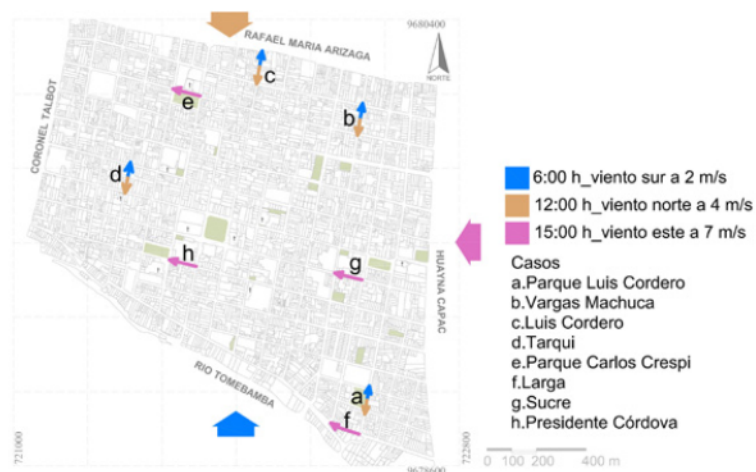 9680400
RAFAEL MARIA ARIZAGA
NORTE
c
e
b
CORONEL TALBOT
d
h
g
HUAYNA CAPAC
RIO TOMEBAMBA
a
f
721000
722800
9678600
6:00 h_viento sur a 2 m/s
12:00 h_viento norte a 4 m/s
15:00 h_viento este a 7 m/s
Casos
a.Parque Luis Cordero
b.Vargas Machuca
c.Luis Cordero
d.Tarqui
e.Parque Carlos Crespi
f.Larga
g.Sucre
h.Presidente Córdova
0 100 200 400 m